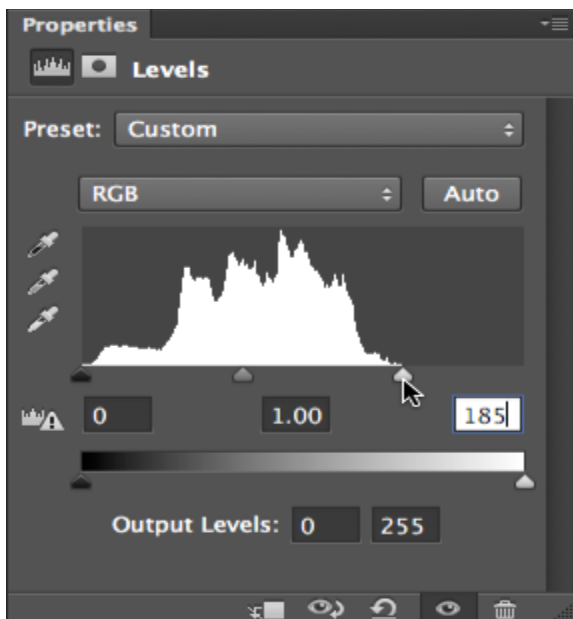 Properties
Levels
Preset: Custom
RGB Auto
0 1.00 185
Output Levels: 0 255